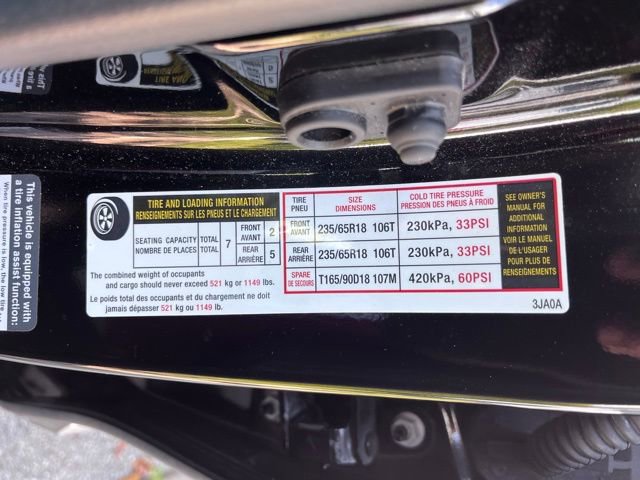 This vehicle is equipped with
a tire inflation assist function:
TIRE AND LOADING INFORMATION
RENSEIGNEMENTS SUR LES PNEUS ET LE CHARGEMENT
SEATING CAPACITY TOTAL 7 FRONT AVANT 2
NOMBRE DE PLACES TOTAL REAR ARRIÈRE 5
The combined weight of occupants
and cargo should never exceed 521 kg or 1149 lbs.
Le poids total des occupants et du chargement ne doit
jamais dépasser 521 kg ou 1149 lb.
TIRE PNEU SIZE DIMENSIONS COLD TIRE PRESSURE PRESSION DES PNEUS À FROID
FRONT AVANT 235/65R18 106T 230kPa, 33PSI
REAR ARRIÈRE 235/65R18 106T 230kPa, 33PSI
SPARE DE SECOURS T165/90D18 107M 420kPa, 60PSI
SEE OWNER'S
MANUAL FOR
ADDITIONAL
INFORMATION
VOIR LE MANUEL
DE L'USAGER
POUR PLUS DE
RENSEIGNEMENTS
3JA0A